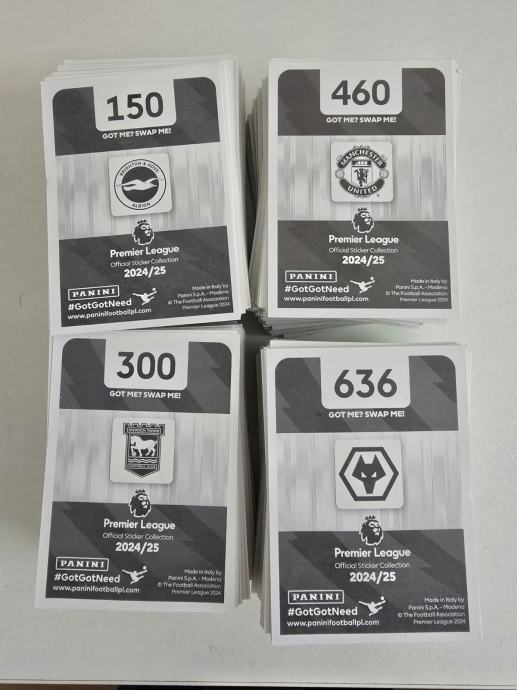 150
GOT ME? SWAP ME!
BRIGHTON & HOVE
ALBION
Premier League
Official Sticker Collection
2024/25
PANINI
#GotGotNeed
www.paninifootballpl.com
Made in Italy by
Panini S.p.A. - Modena
© The Football Association
Premier League 2024
460
GOT ME? SWAP ME!
MANCHESTER
UNITED
Premier League
Official Sticker Collection
2024/25
PANINI
#GotGotNeed
www.paninifootballpl.com
Made in Italy by
Panini S.p.A. - Modena
© The Football Association
Premier League 2024
300
GOT ME? SWAP ME!
IPSWICH TOWN
FOOTBALL CLUB
Premier League
Official Sticker Collection
2024/25
PANINI
#GotGotNeed
www.paninifootballpl.com
Made in Italy by
Panini S.p.A. - Modena
© The Football Association
Premier League 2024
636
GOT ME? SWAP ME!
Premier League
Official Sticker Collection
2024/25
PANINI
#GotGotNeed
www.paninifootballpl.com
Made in Italy by
Panini S.p.A. - Modena
© The Football Association
Premier League 2024